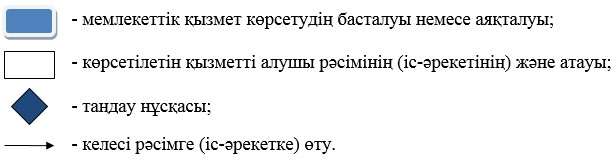 - мемлекеттік қызмет көрсетудің басталуы немесе аяқталуы;
- көрсетілетін қызметті алушы рәсімінің (іс-әрекетінің) және атауы;
- тандау нұсқасы;
- келесі рәсімге (іс-әрекетке) өту.